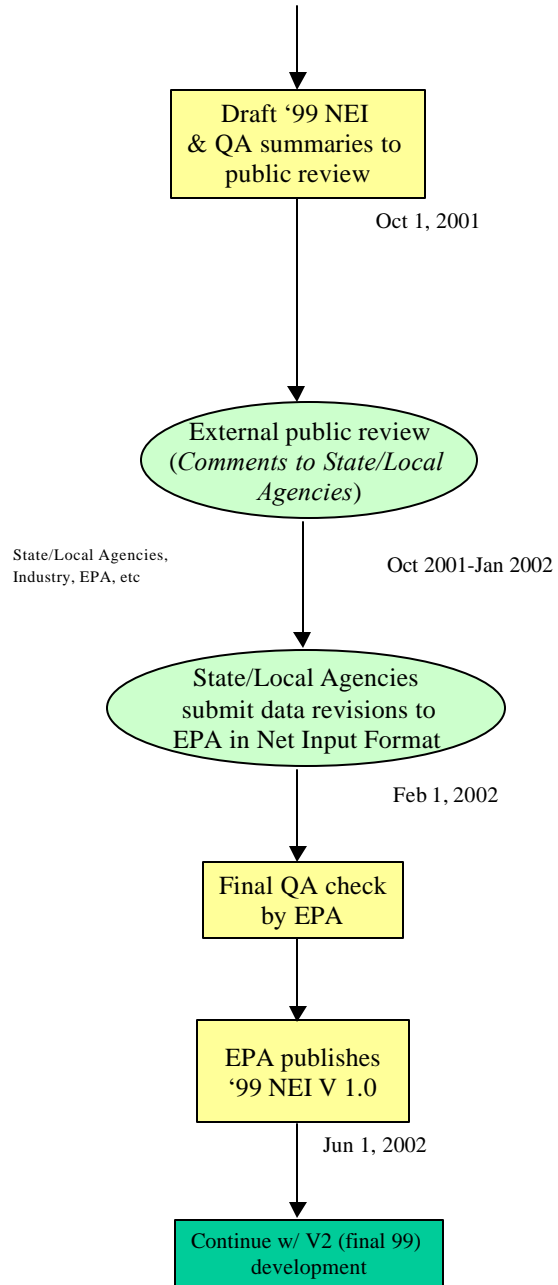 Draft ‘99 NEI
& QA summaries to
public review
Oct 1, 2001
External public review
(Comments to State/Local
Agencies)
State/Local Agencies,
Industry, EPA, etc
Oct 2001-Jan 2002
State/Local Agencies
submit data revisions to
EPA in Net Input Format
Feb 1, 2002
Final QA check
by EPA
EPA publishes
‘99 NEI V 1.0
Jun 1, 2002
Continue w/ V2 (final 99)
development